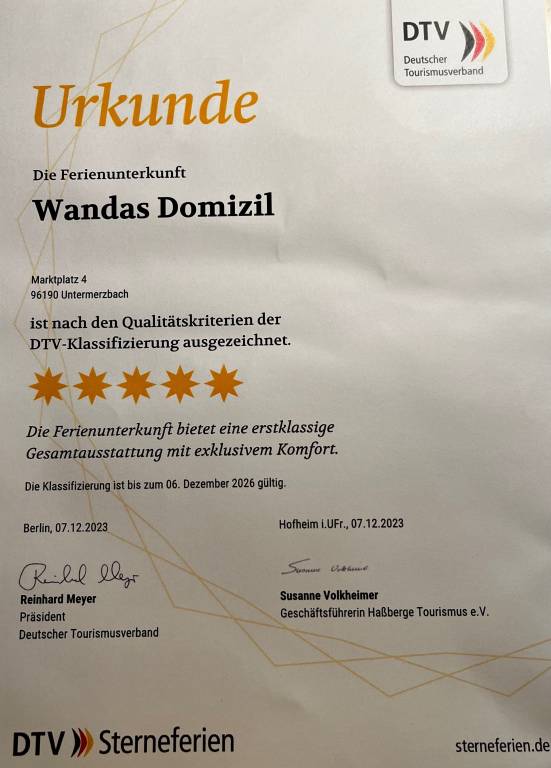 DTV
Deutscher
Tourismusverband
Urkunde
Die Ferienunterkunft
Wandas Domizil
Marktplatz 4
96190 Untermerzbach
ist nach den Qualitätskriterien der
DTV-Klassifizierung ausgezeichnet.
Die Ferienunterkunft bietet eine erstklassige
Gesamtausstattung mit exklusivem Komfort.
Die Klassifizierung ist bis zum 06. Dezember 2026 gültig.
Berlin, 07.12.2023
Hofheim i.UFr., 07.12.2023
Reinhard Meyer
Präsident
Deutscher Tourismusverband
Susanne Volkheimer
Geschäftsführerin Haßberge Tourismus e.V.
DTV Sterneferien
sterneferien.de